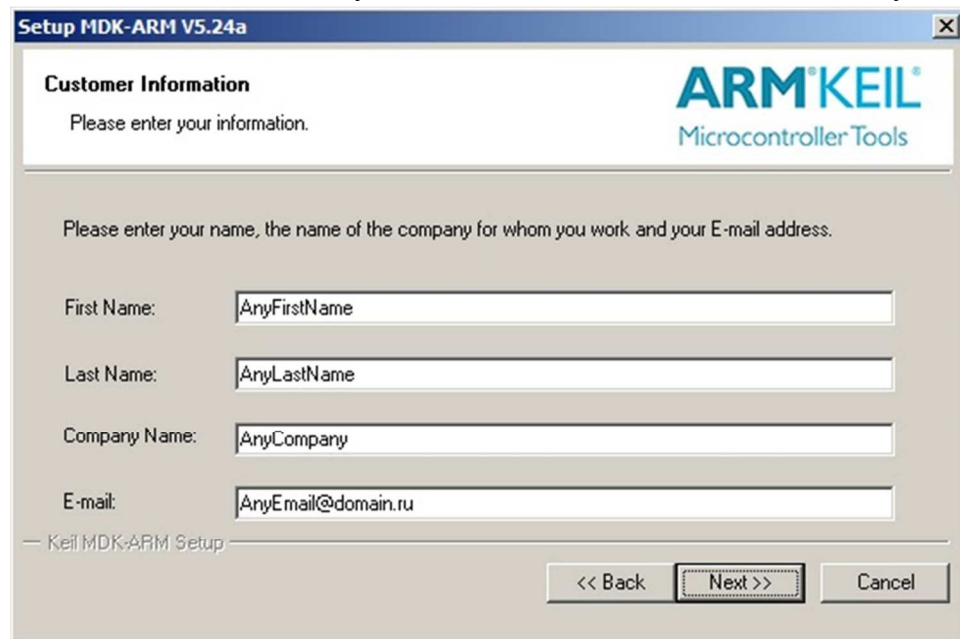 Setup MDK-ARM V5.24a
Customer Information
Please enter your information.
ARM KEIL
Microcontroller Tools
Please enter your name, the name of the company for whom you work and your E-mail address.
First Name: AnyFirstName
Last Name: AnyLastName
Company Name: AnyCompany
E-mail: AnyEmail@domain.ru
Keil MDK-ARM Setup
<< Back Next >> Cancel